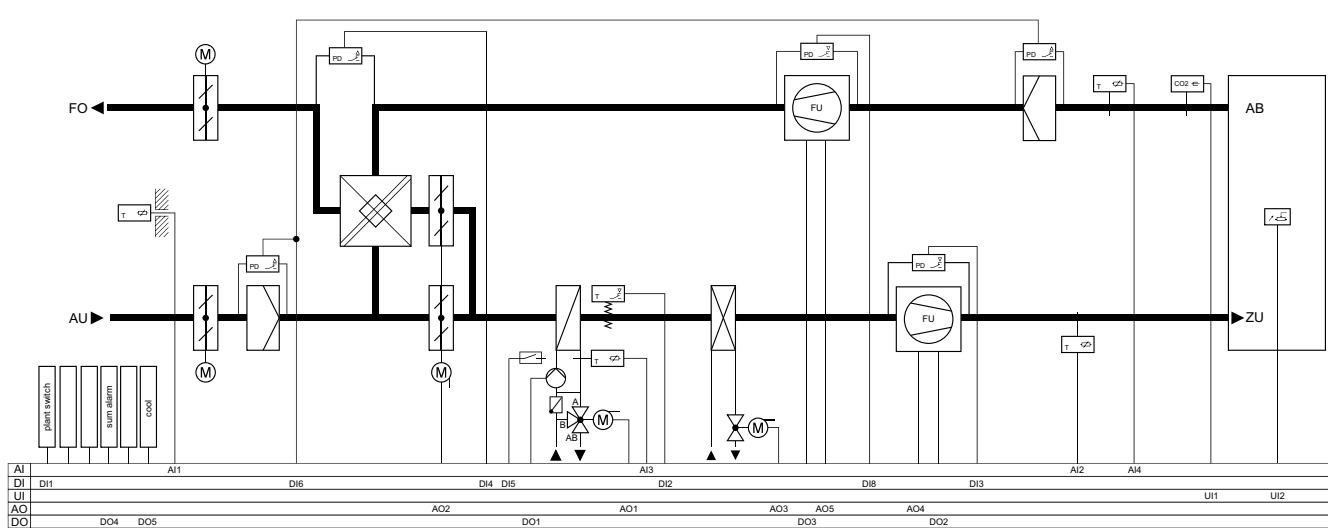 M
PD
PD
PD
FO
FU
T
CO2
AB
T
PD
PD
T
AU
FU
ZU
T
T
M
M
plant switch
sum alarm
cool
A
B
M
AB
M
AI AI1 AI3 AI2 AI4
DI DI1 DI6 DI4 DI5 DI2 DI8 DI3
UI UI1 UI2
AO AO2 AO1 AO3 AO5 AO4
DO DO4 DO5 DO1 DO3 DO2